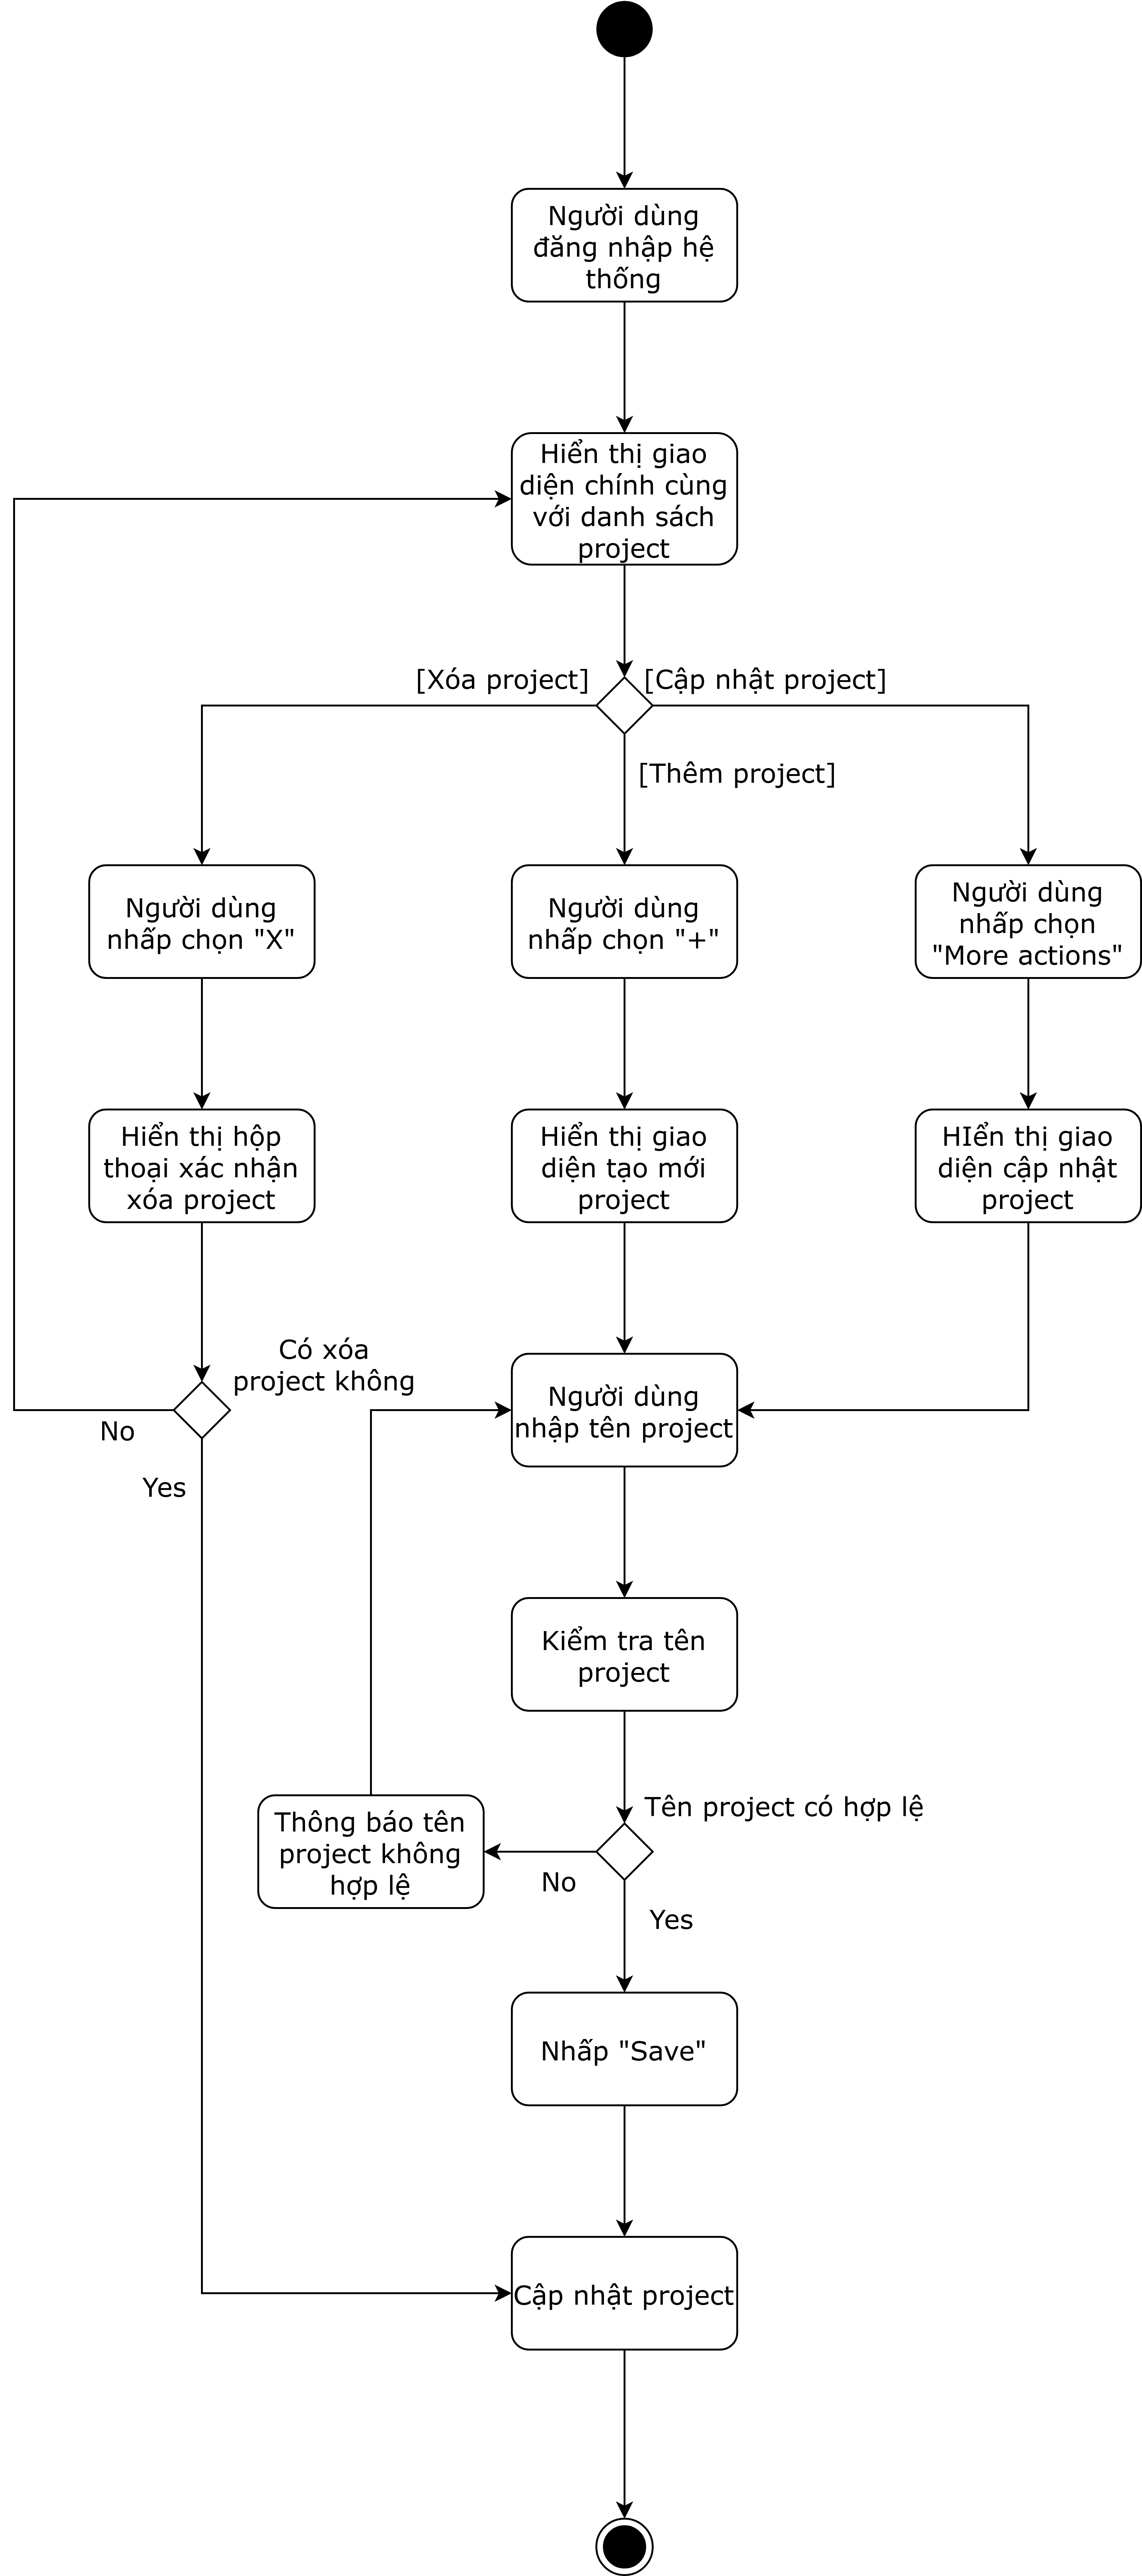 Người dùng
đăng nhập hệ
thống
Hiển thị giao
diện chính cùng
với danh sách
project
[Xóa project]
[Cập nhật project]
[Thêm project]
Người dùng
nhấp chọn "X"
Người dùng
nhấp chọn "+"
Người dùng
nhấp chọn
"More actions"
Hiển thị hộp
thoại xác nhận
xóa project
Hiển thị giao
diện tạo mới
project
HIển thị giao
diện cập nhật
project
Có xóa
project không
No
Yes
Người dùng
nhập tên project
Kiểm tra tên
project
Tên project có hợp lệ
Thông báo tên
project không
hợp lệ
No
Yes
Nhấp "Save"
Cập nhật project